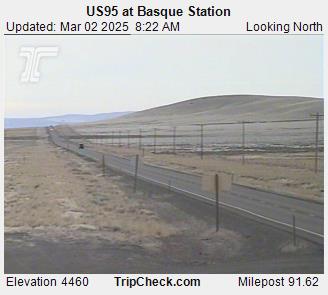 US95 at Basque Station
Updated: Mar 02 2025 8:22 AM Looking North
Elevation 4460 TripCheck.com Milepost 91.62